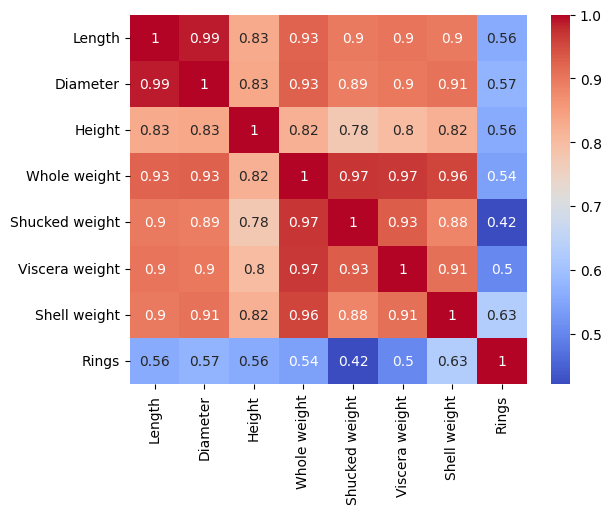 Length 1 0.99 0.83 0.93 0.9 0.9 0.9 0.56
Diameter 0.99 1 0.83 0.93 0.89 0.9 0.91 0.57
Height 0.83 0.83 1 0.82 0.78 0.8 0.82 0.56
Whole weight 0.93 0.93 0.82 1 0.97 0.97 0.96 0.54
Shucked weight 0.9 0.89 0.78 0.97 1 0.93 0.88 0.42
Viscera weight 0.9 0.9 0.8 0.97 0.93 1 0.91 0.5
Shell weight 0.9 0.91 0.82 0.96 0.88 0.91 1 0.63
Rings 0.56 0.57 0.56 0.54 0.42 0.5 0.63 1
Length
Diameter
Height
Whole weight
Shucked weight
Viscera weight
Shell weight
Rings
1.0
0.9
0.8
0.7
0.6
0.5